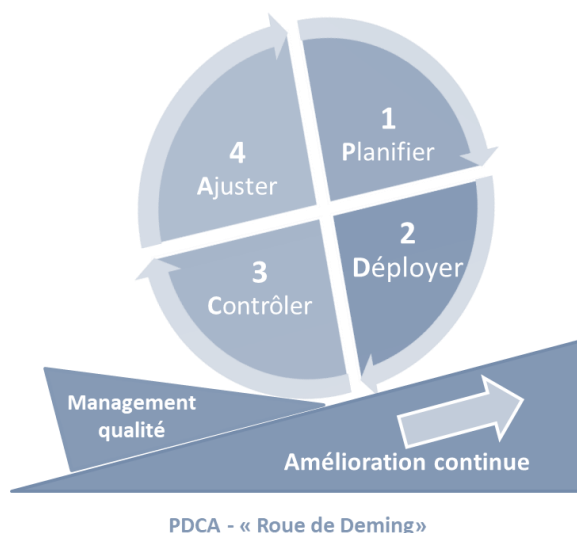 1
Planifier
2
Déployer
3
Contrôler
4
Ajuster
Management
qualité
Amélioration continue
PDCA - « Roue de Deming»